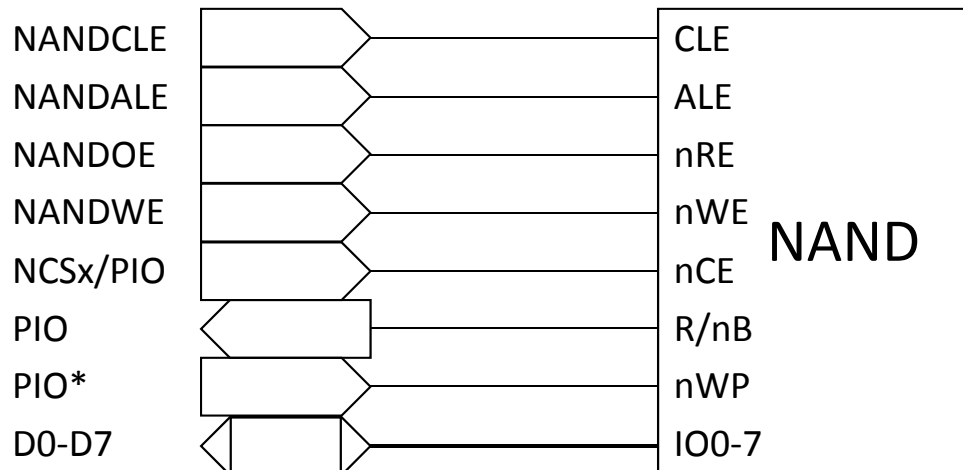 NANDCLE CLE
NANDALE ALE
NANDOE nRE
NANDWE nWE
NAND
NCSx/PIO nCE
PIO R/nB
PIO* nWP
D0-D7 IO0-7